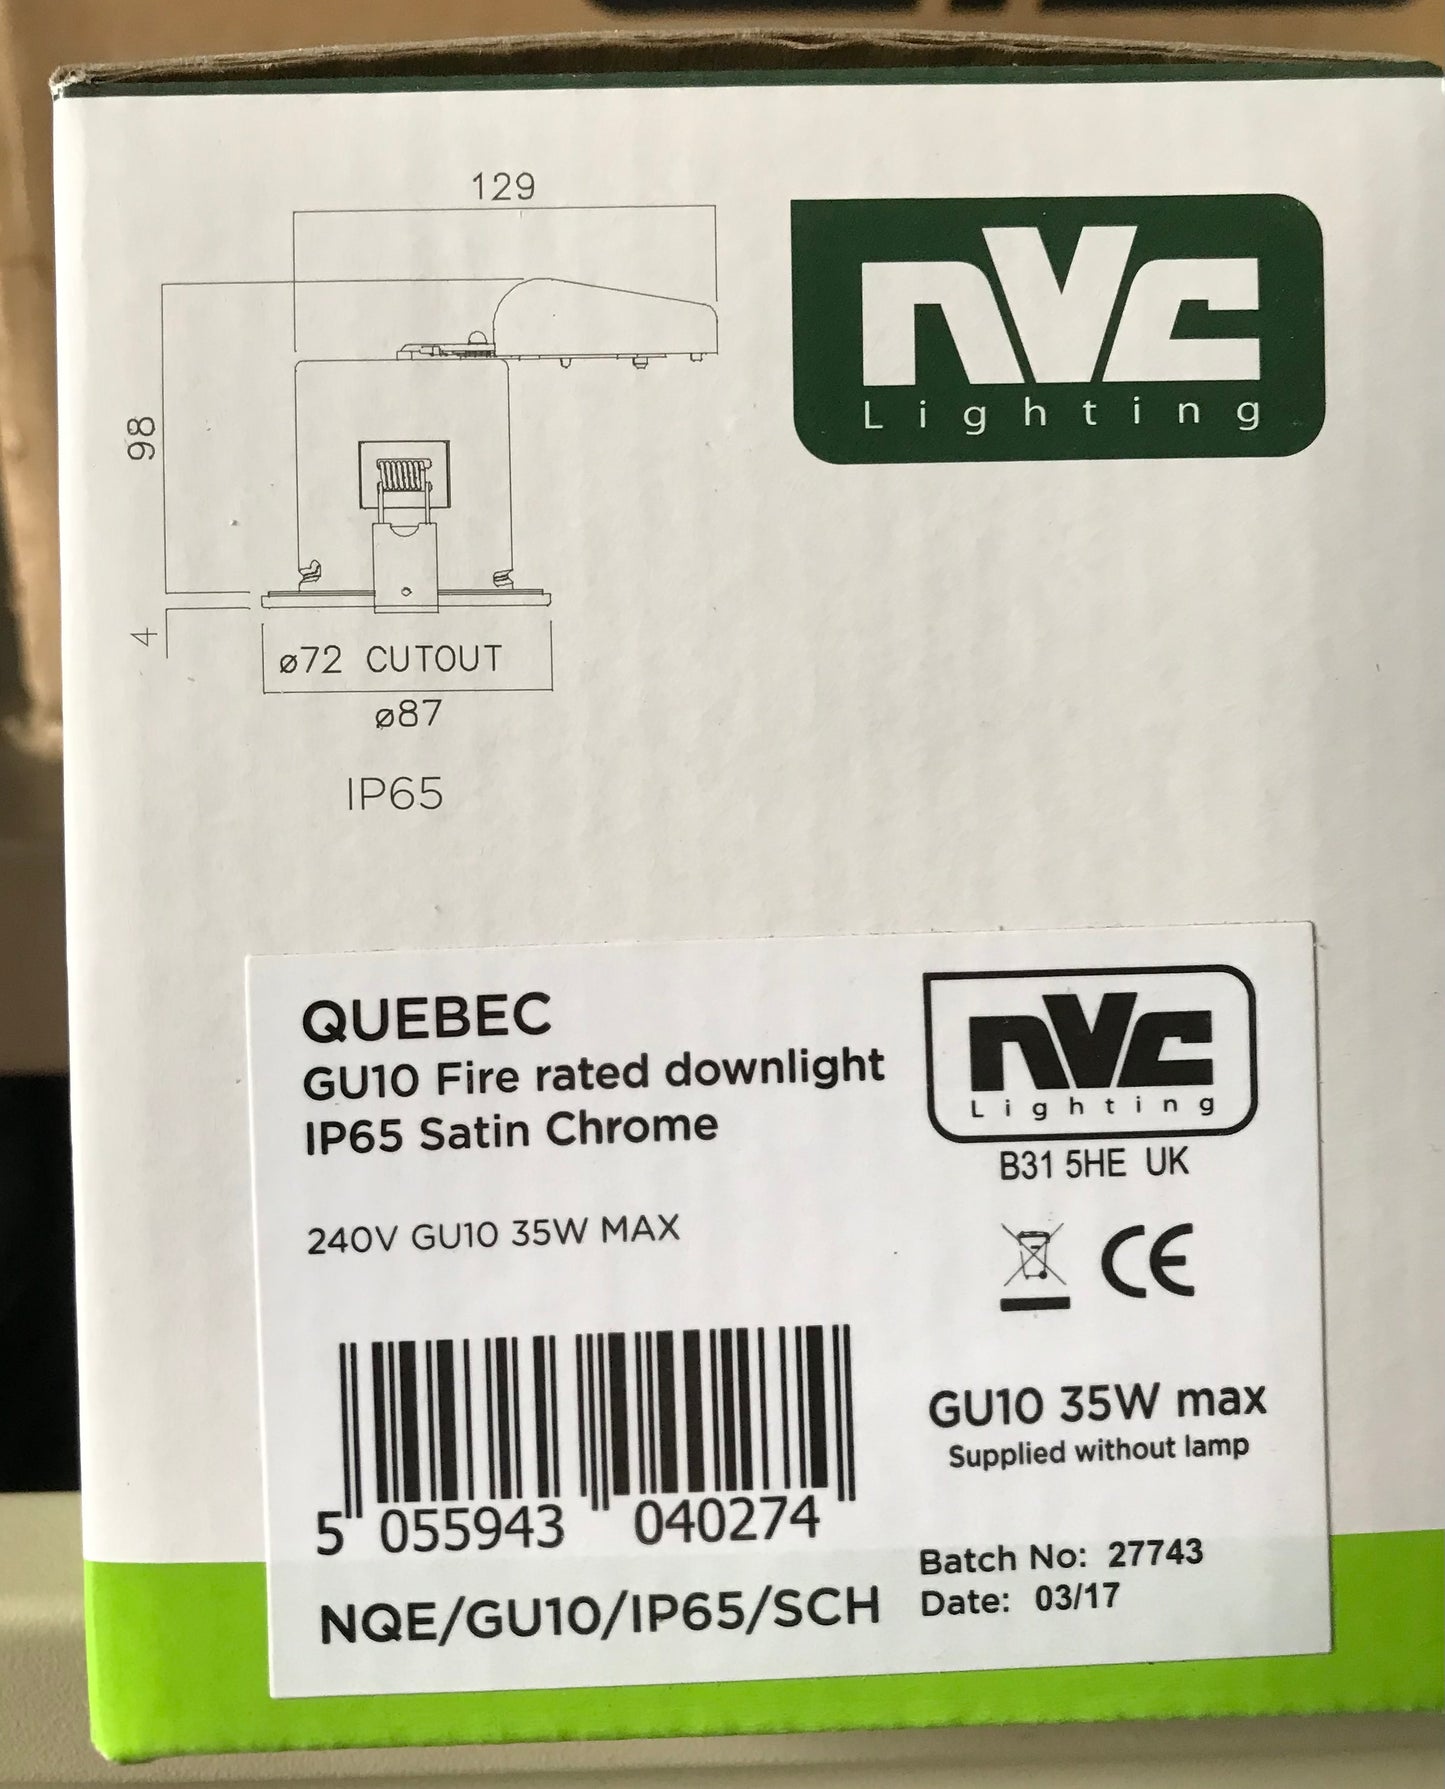 129
nVC
Lighting
98
4
ø72 CUTOUT
ø87
IP65
QUEBEC
GU10 Fire rated downlight
IP65 Satin Chrome
240V GU10 35W MAX
nVC
Lighting
B31 5HE UK
CE
GU10 35W max
Supplied without lamp
5 055943 040274
NQE/GU10/IP65/SCH
Batch No: 27743
Date: 03/17